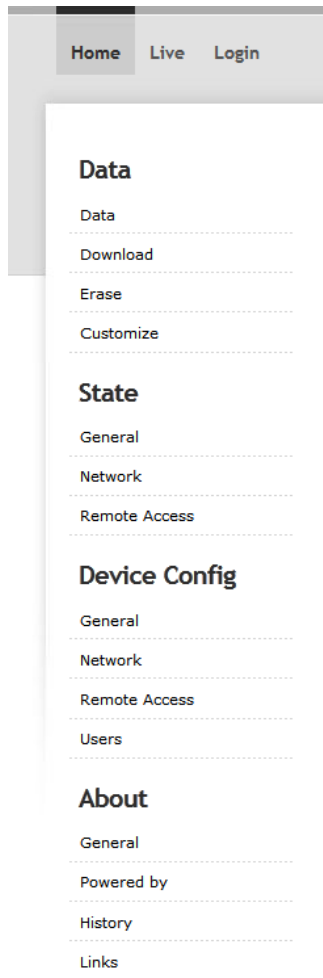 Home Live Login
Data
Data
Download
Erase
Customize
State
General
Network
Remote Access
Device Config
General
Network
Remote Access
Users
About
General
Powered by
History
Links